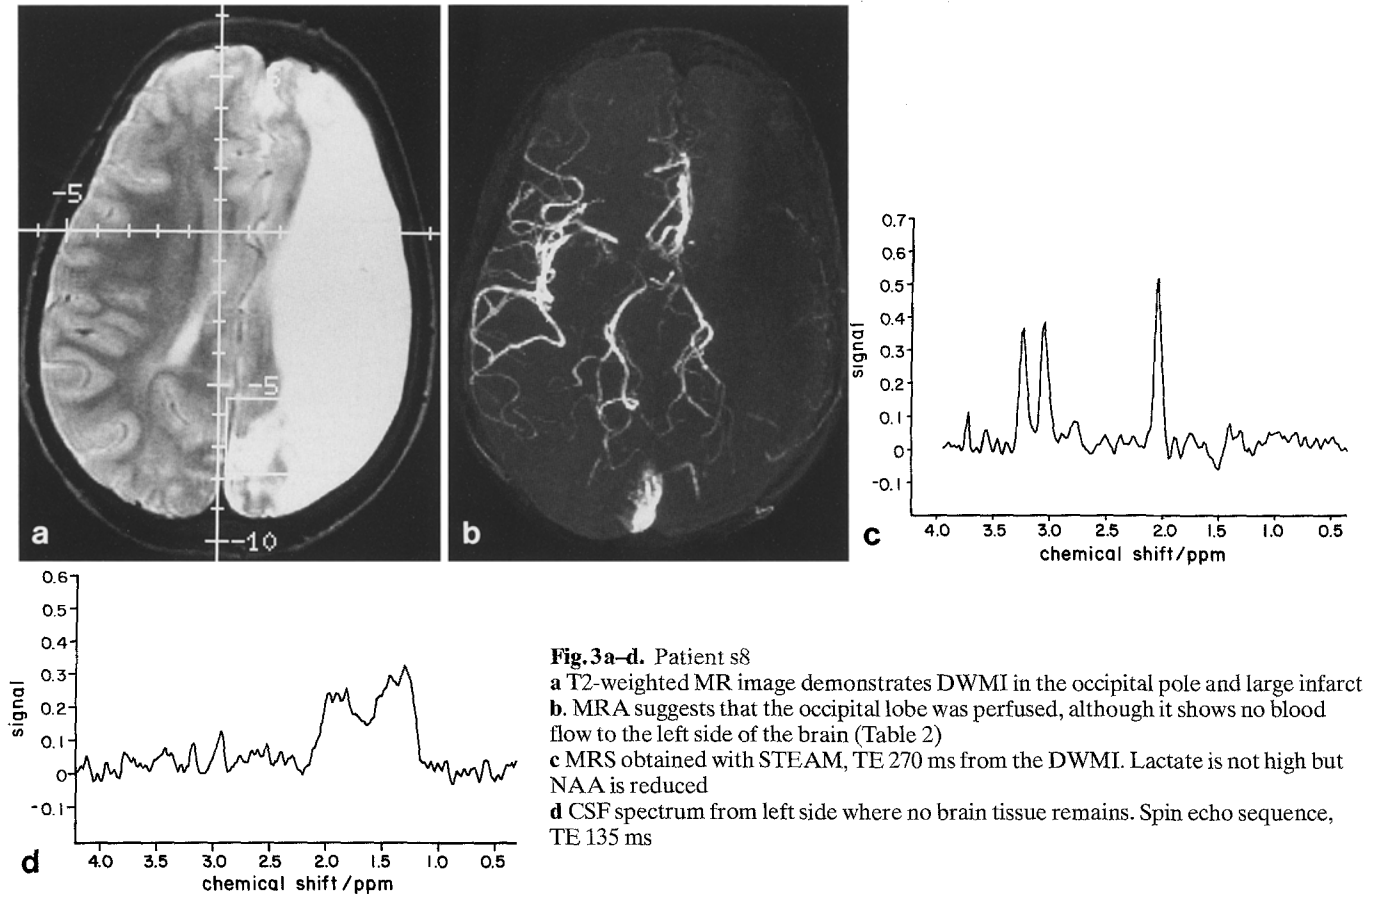 -5
-5
-10
a
b
0.7
0.6
0.5
0.4
0.3
0.2
0.1
0
-0.1
signal
4.0 3.5 3.0 2.5 2.0 1.5 1.0 0.5
chemical shift/ppm
c
0.6
0.5
0.4
0.3
0.2
0.1
0
-0.1
signal
4.0 3.5 3.0 2.5 2.0 1.5 1.0 0.5
chemical shift/ppm
d
Fig. 3a–d. Patient s8
a T2-weighted MR image demonstrates DWMI in the occipital pole and large infarct
b. MRA suggests that the occipital lobe was perfused, although it shows no blood
flow to the left side of the brain (Table 2)
c MRS obtained with STEAM, TE 270 ms from the DWMI. Lactate is not high but
NAA is reduced
d CSF spectrum from left side where no brain tissue remains. Spin echo sequence,
TE 135 ms